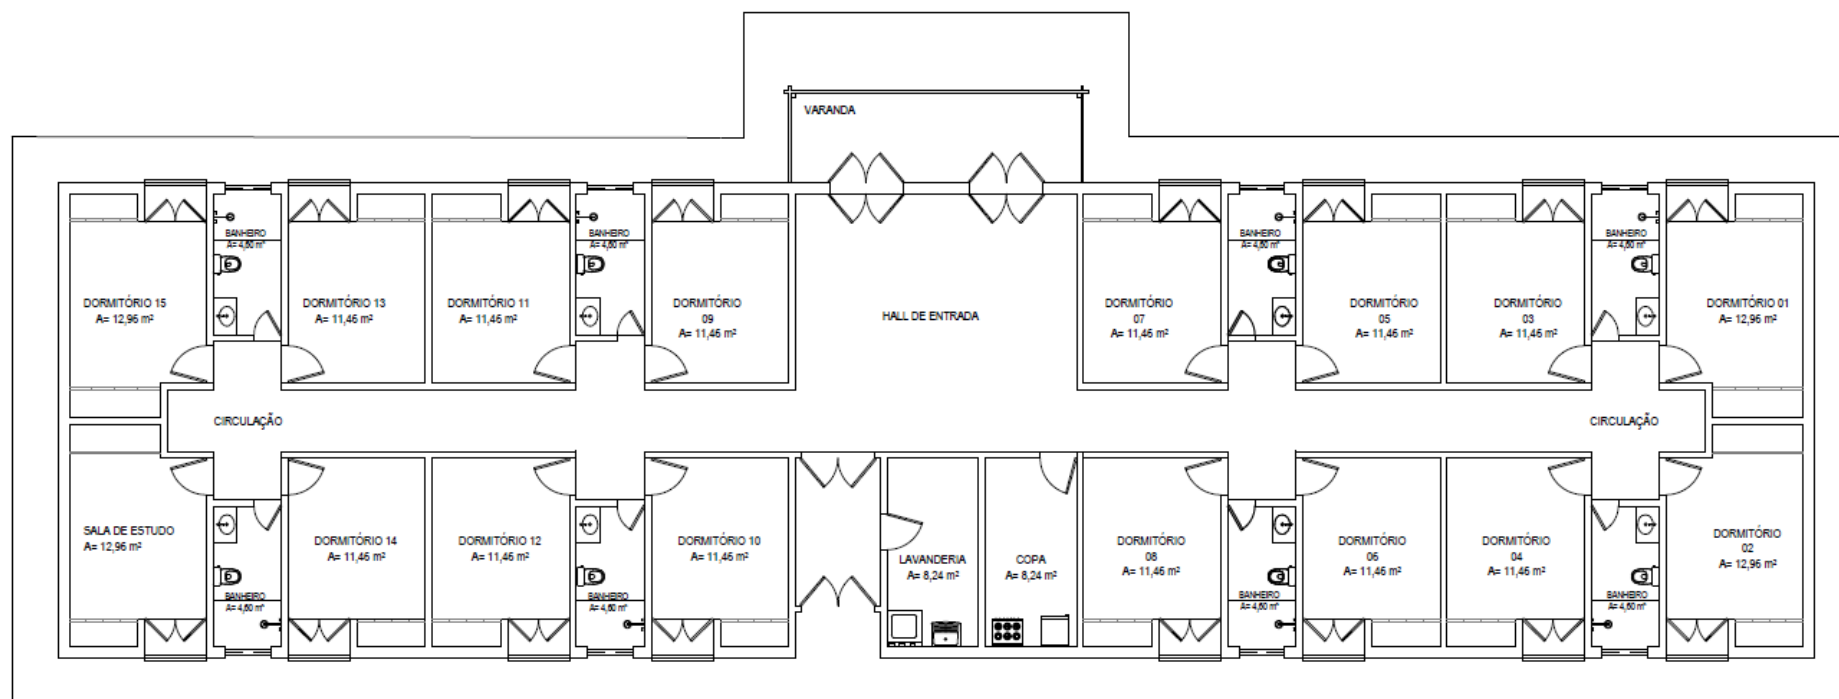 VARANDA
BANHEIRO
A= 4,60 m²
BANHEIRO
A= 4,60 m²
BANHEIRO
A= 4,60 m²
BANHEIRO
A= 4,60 m²
DORMITÓRIO 15
A= 12,96 m²
DORMITÓRIO 13
A= 11,46 m²
DORMITÓRIO 11
A= 11,46 m²
DORMITÓRIO
09
A= 11,46 m²
HALL DE ENTRADA
DORMITÓRIO
07
A= 11,46 m²
DORMITÓRIO
05
A= 11,46 m²
DORMITÓRIO
03
A= 11,46 m²
DORMITÓRIO 01
A= 12,96 m²
CIRCULAÇÃO
CIRCULAÇÃO
SALA DE ESTUDO
A= 12,96 m²
DORMITÓRIO 14
A= 11,46 m²
DORMITÓRIO 12
A= 11,46 m²
DORMITÓRIO 10
A= 11,46 m²
LAVANDERIA
A= 8,24 m²
COPA
A= 8,24 m²
DORMITÓRIO
08
A= 11,46 m²
DORMITÓRIO
06
A= 11,46 m²
DORMITÓRIO
04
A= 11,46 m²
DORMITÓRIO
02
A= 12,96 m²
BANHEIRO
A= 4,60 m²
BANHEIRO
A= 4,60 m²
BANHEIRO
A= 4,60 m²
BANHEIRO
A= 4,60 m²